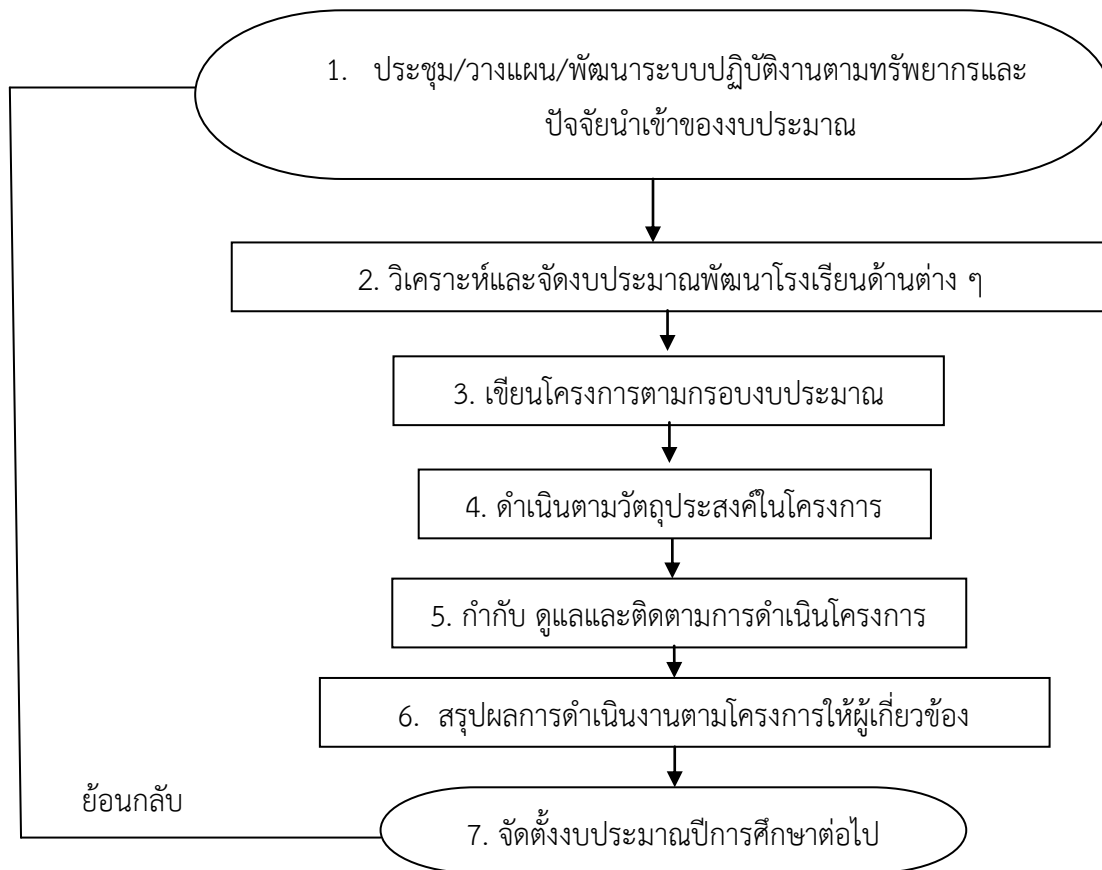 1. ประชุม/วางแผน/พัฒนาระบบปฏิบัติงานตามทรัพยากรและ
ปัจจัยนำเข้าของงบประมาณ
2. วิเคราะห์และจัดงบประมาณพัฒนาโรงเรียนด้านต่าง ๆ
3. เขียนโครงการตามกรอบงบประมาณ
4. ดำเนินตามวัตถุประสงค์ในโครงการ
5. กำกับ ดูแลและติดตามการดำเนินโครงการ
6. สรุปผลการดำเนินงานตามโครงการให้ผู้เกี่ยวข้อง
ย้อนกลับ
7. จัดตั้งงบประมาณปีการศึกษาต่อไป